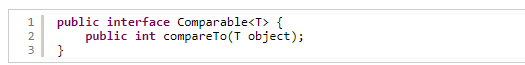 1 public interface Comparable<T> {
2     public int compareTo(T object);
3 }